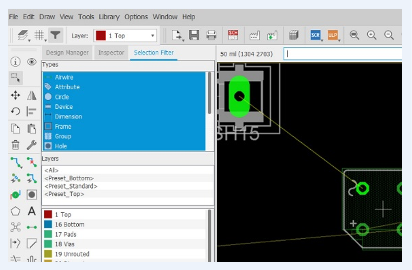 File Edit Draw View Tools Library Options Window Help
Layer: 1 Top
Design Manager Inspector Selection Filter
50 mil (1304 2793)
Types
Airwire
Attribute
Circle
Device
Dimension
Frame
Group
Hole
SH15
Layers
<All>
<Preset_Bottom>
<Preset_Standard>
<Preset_Top>
1 Top
16 Bottom
17 Pads
18 Vias
19 Unrouted